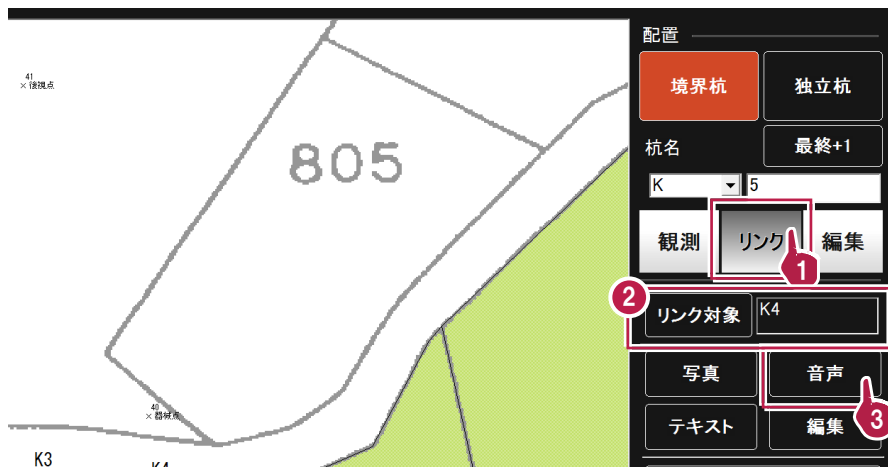 41
×後視点
805
40
×器械点
K3
K4
配置
境界杭
独立杭
杭名
最終+1
K
5
観測
リンク
編集
1
2
リンク対象
K4
写真
音声
3
テキスト
編集